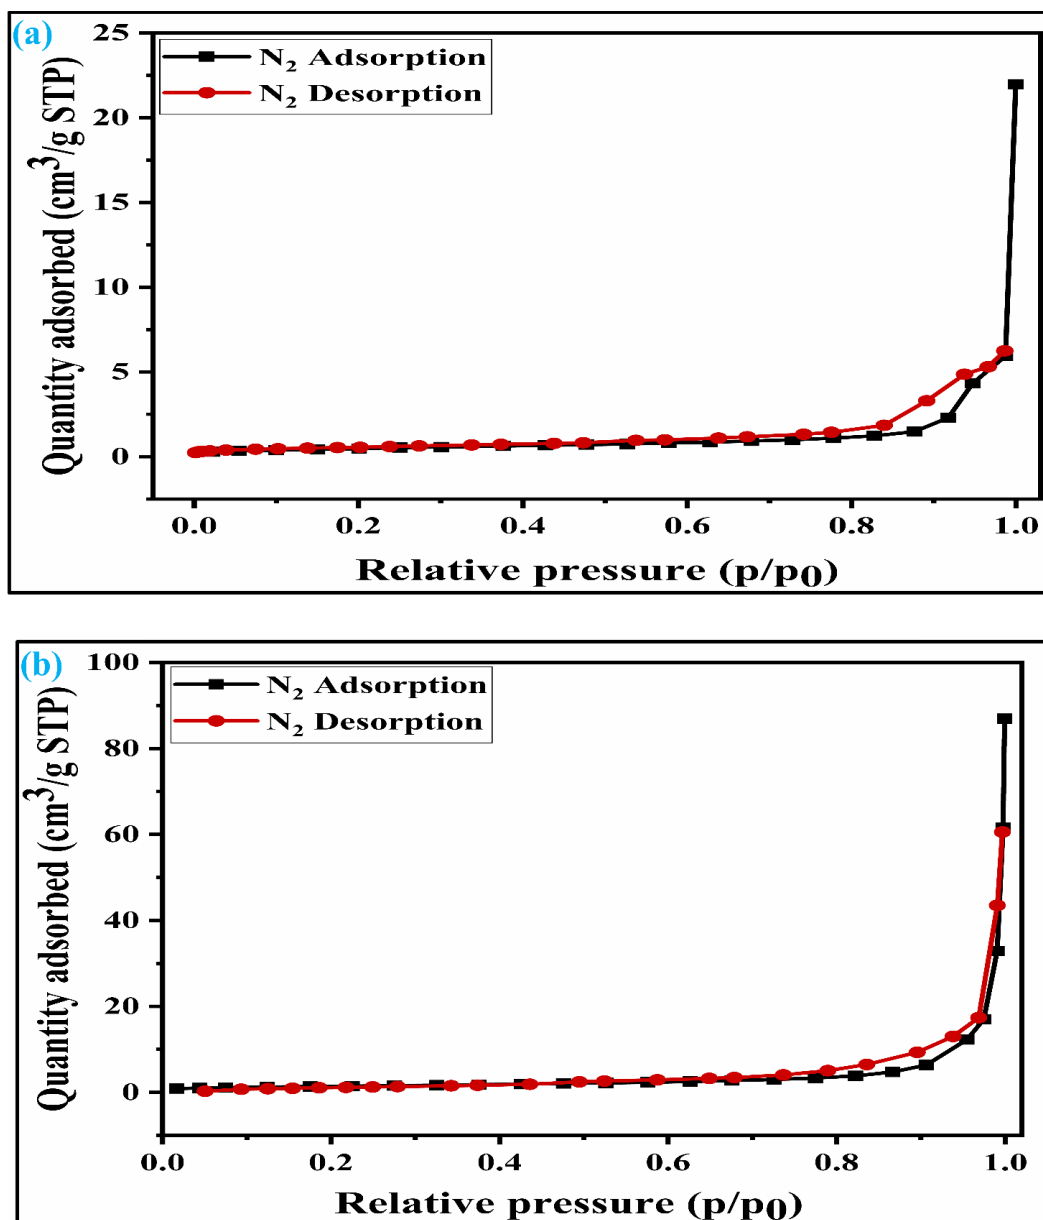 (a)
25
20
15
10
5
0
N₂ Adsorption
N₂ Desorption
Quantity adsorbed (cm³/g STP)
0.0 0.2 0.4 0.6 0.8 1.0
Relative pressure (p/p₀)
(b)
100
80
60
40
20
0
N₂ Adsorption
N₂ Desorption
Quantity adsorbed (cm³/g STP)
0.0 0.2 0.4 0.6 0.8 1.0
Relative pressure (p/p₀)